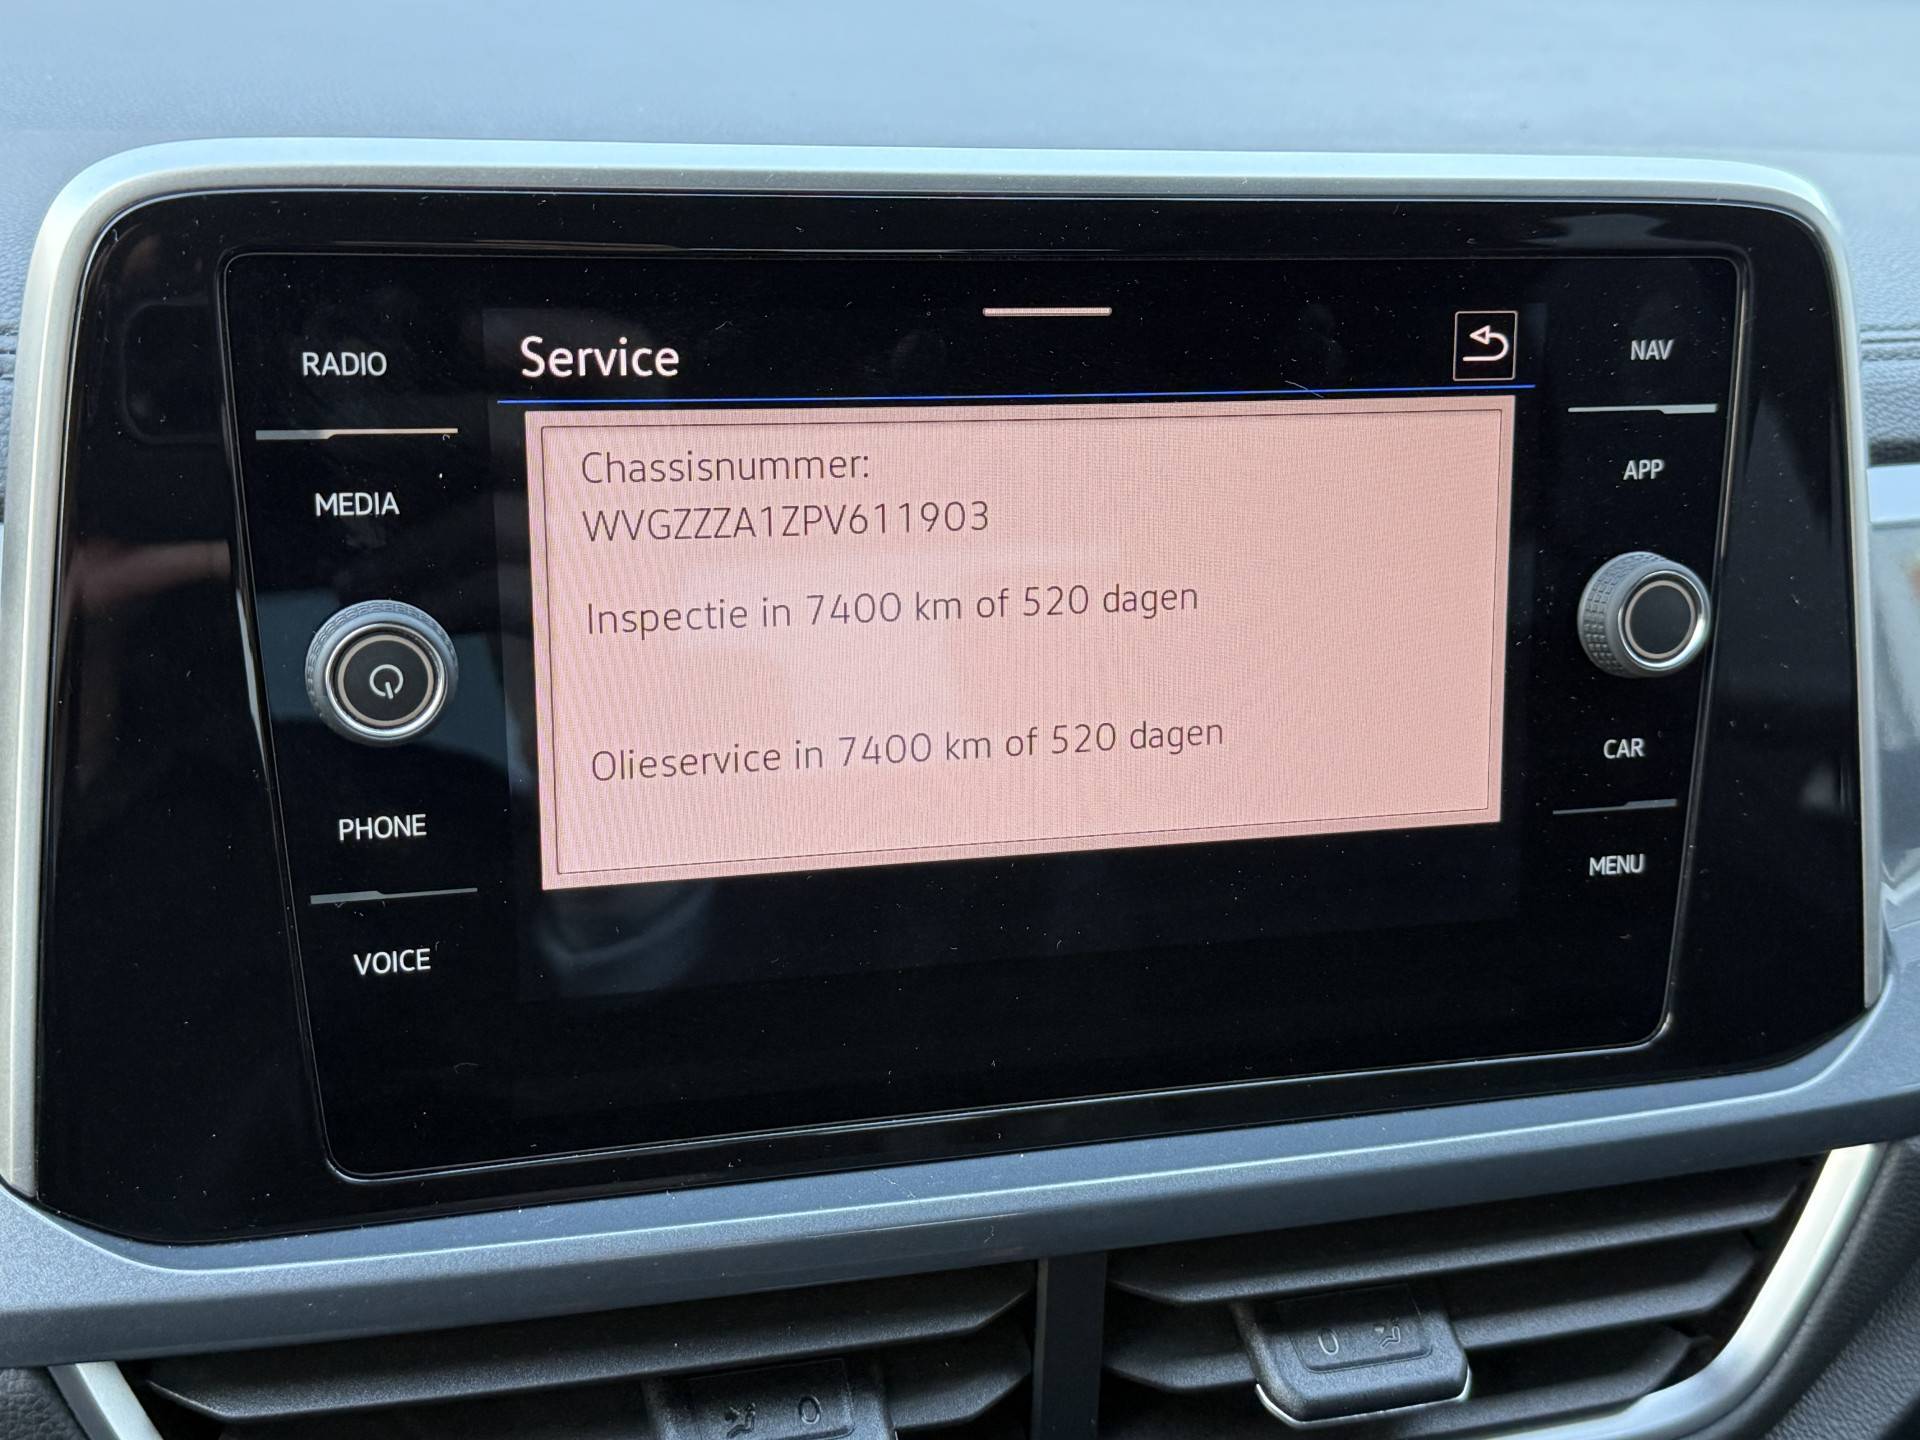 Service
RADIO
MEDIA
PHONE
VOICE
Chassisnummer:
WVGZZZA1ZPV611903
Inspectie in 7400 km of 520 dagen
Olieservice in 7400 km of 520 dagen
NAV
APP
CAR
MENU